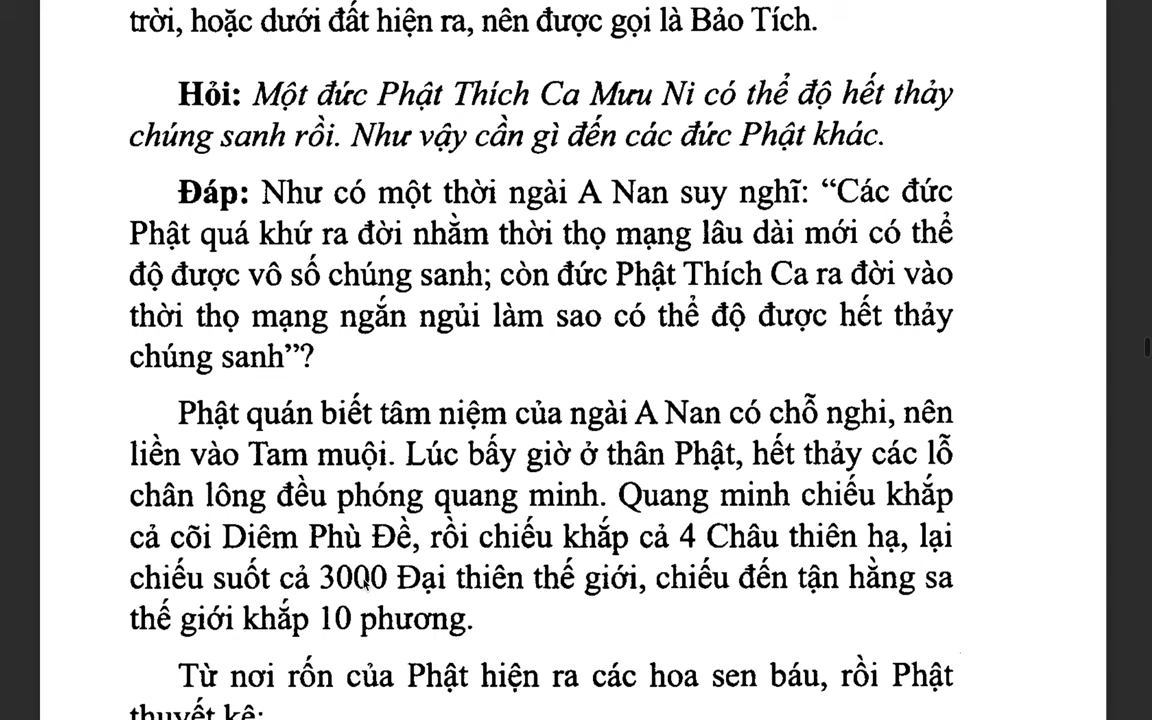 trời, hoặc dưới đất hiện ra, nên được gọi là Bảo Tích.
Hỏi: Một đức Phật Thích Ca Mưu Ni có thể độ hết thảy
chúng sanh rồi. Như vậy cần gì đến các đức Phật khác.
Đáp: Như có một thời ngài A Nan suy nghĩ: “Các đức
Phật quá khứ ra đời nhằm thời thọ mạng lâu dài mới có thể
độ được vô số chúng sanh; còn đức Phật Thích Ca ra đời vào
thời thọ mạng ngắn ngủi làm sao có thể độ được hết thảy
chúng sanh”?
Phật quán biết tâm niệm của ngài A Nan có chỗ nghi, nên
liền vào Tam muội. Lúc bấy giờ ở thân Phật, hết thảy các lỗ
chân lông đều phóng quang minh. Quang minh chiếu khắp
cả cõi Diêm Phù Đề, rồi chiếu khắp cả 4 Châu thiên hạ, lại
chiếu suốt cả 3000 Đại thiên thế giới, chiếu đến tận hằng sa
thế giới khắp 10 phương.
Từ nơi rốn của Phật hiện ra các hoa sen báu, rồi Phật
thuyết kệ: